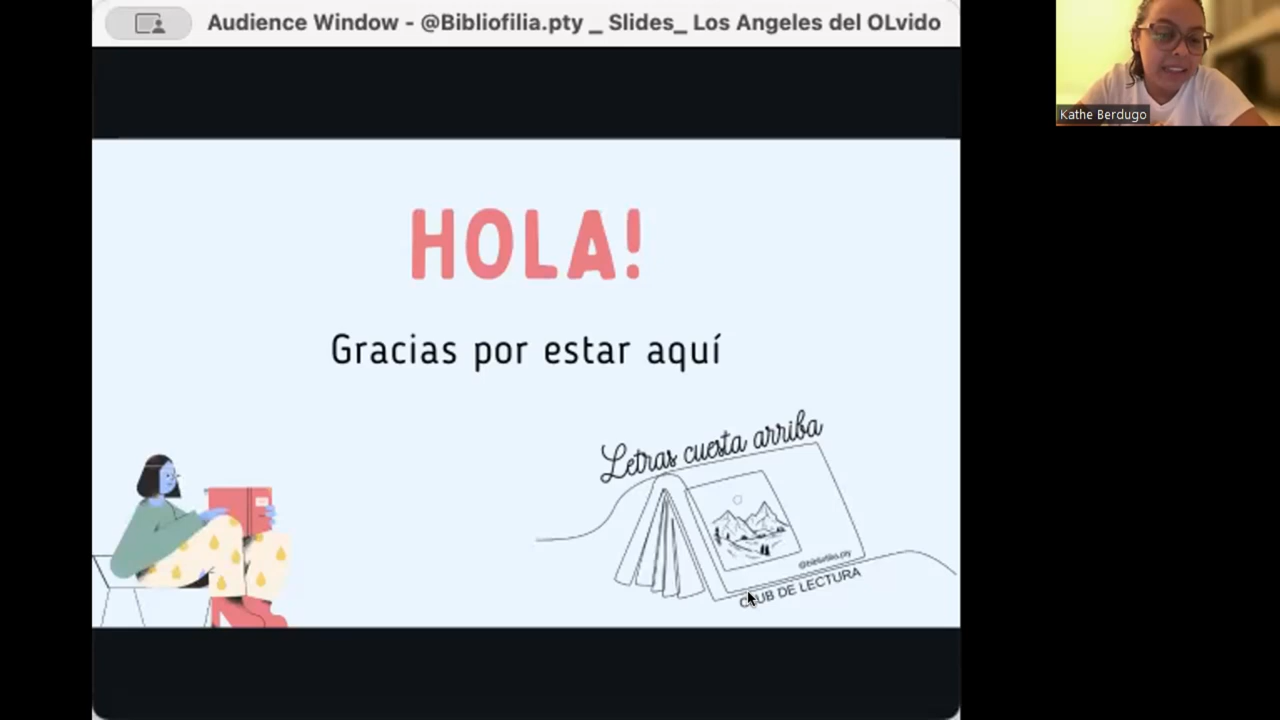 Audience Window - @Bibliofilia.pty _ Slides_ Los Angeles del OLvido
Kathe Berdugo
HOLA!
Gracias por estar aquí
Letras cuesta arriba
@bibliofilia.pty
CLUB DE LECTURA